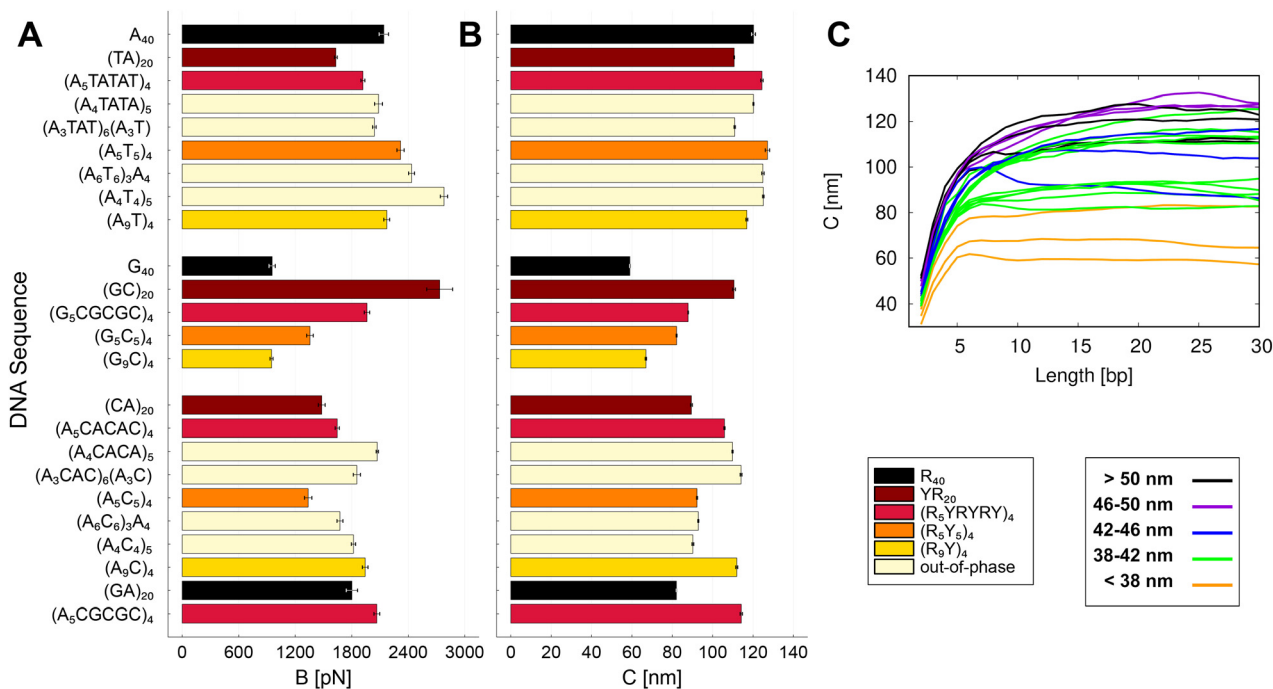 A
B
C
DNA Sequence
A₄₀
(TA)₂₀
(A₅TATAT)₄
(A₄TATA)₅
(A₃TAT)₆(A₃T)
(A₅T₅)₄
(A₆T₆)₃A₄
(A₄T₄)₅
(A₉T)₄
G₄₀
(GC)₂₀
(G₅CGCGC)₄
(G₅C₅)₄
(G₉C)₄
(CA)₂₀
(A₅CACAC)₄
(A₄CACA)₅
(A₃CAC)₆(A₃C)
(A₅C₅)₄
(A₆C₆)₃A₄
(A₄C₄)₅
(A₉C)₄
(GA)₂₀
(A₅CGCGC)₄
0 600 1200 1800 2400 3000
B [pN]
0 20 40 60 80 100 120 140
C [nm]
C [nm]
140
120
100
80
60
40
5 10 15 20 25 30
Length [bp]
R₄₀
YR₂₀
(R₅YRYRY)₄
(R₅Y₅)₄
(R₉Y)₄
out-of-phase
> 50 nm
46-50 nm
42-46 nm
38-42 nm
< 38 nm